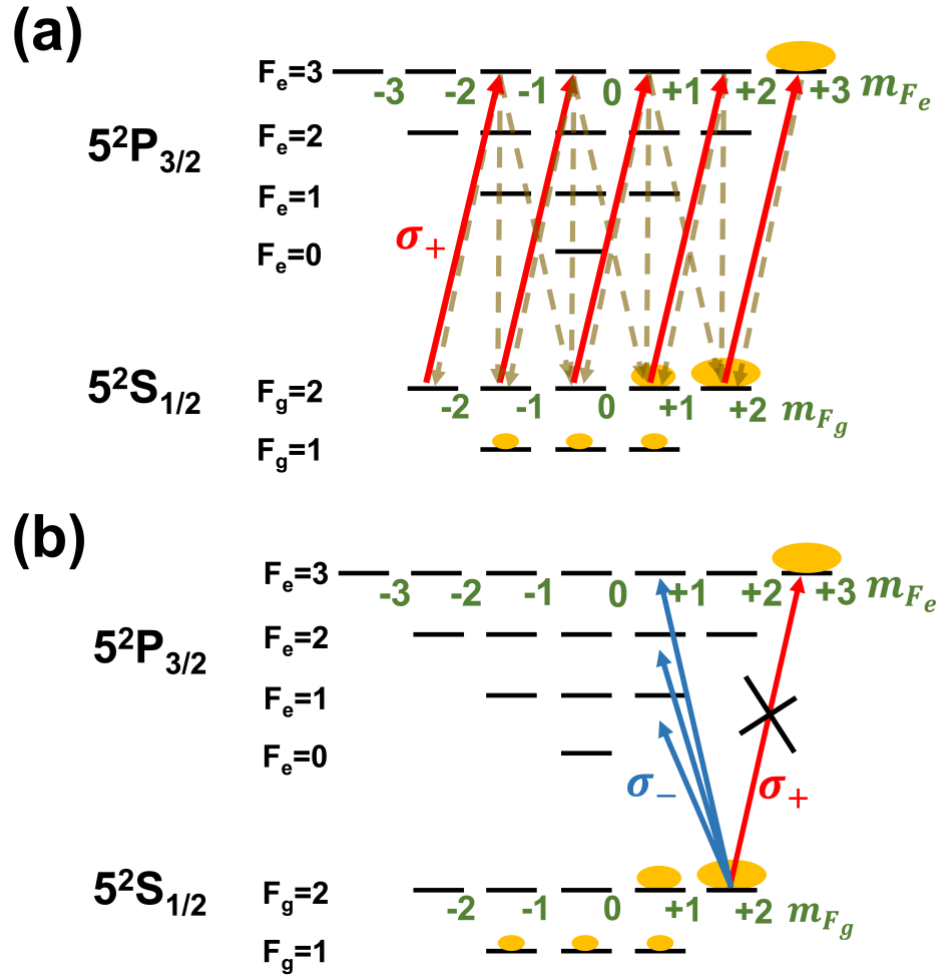 (a)
F_e=3 -3 -2 -1 0 +1 +2 +3 m_{F_e}
5²P_{3/2}
F_e=2
F_e=1
σ₊
F_e=0
5²S_{1/2}
F_g=2 -2 -1 0 +1 +2 m_{F_g}
F_g=1
(b)
F_e=3 -3 -2 -1 0 +1 +2 +3 m_{F_e}
5²P_{3/2}
F_e=2
F_e=1
F_e=0
σ₋ σ₊
5²S_{1/2}
F_g=2 -2 -1 0 +1 +2 m_{F_g}
F_g=1